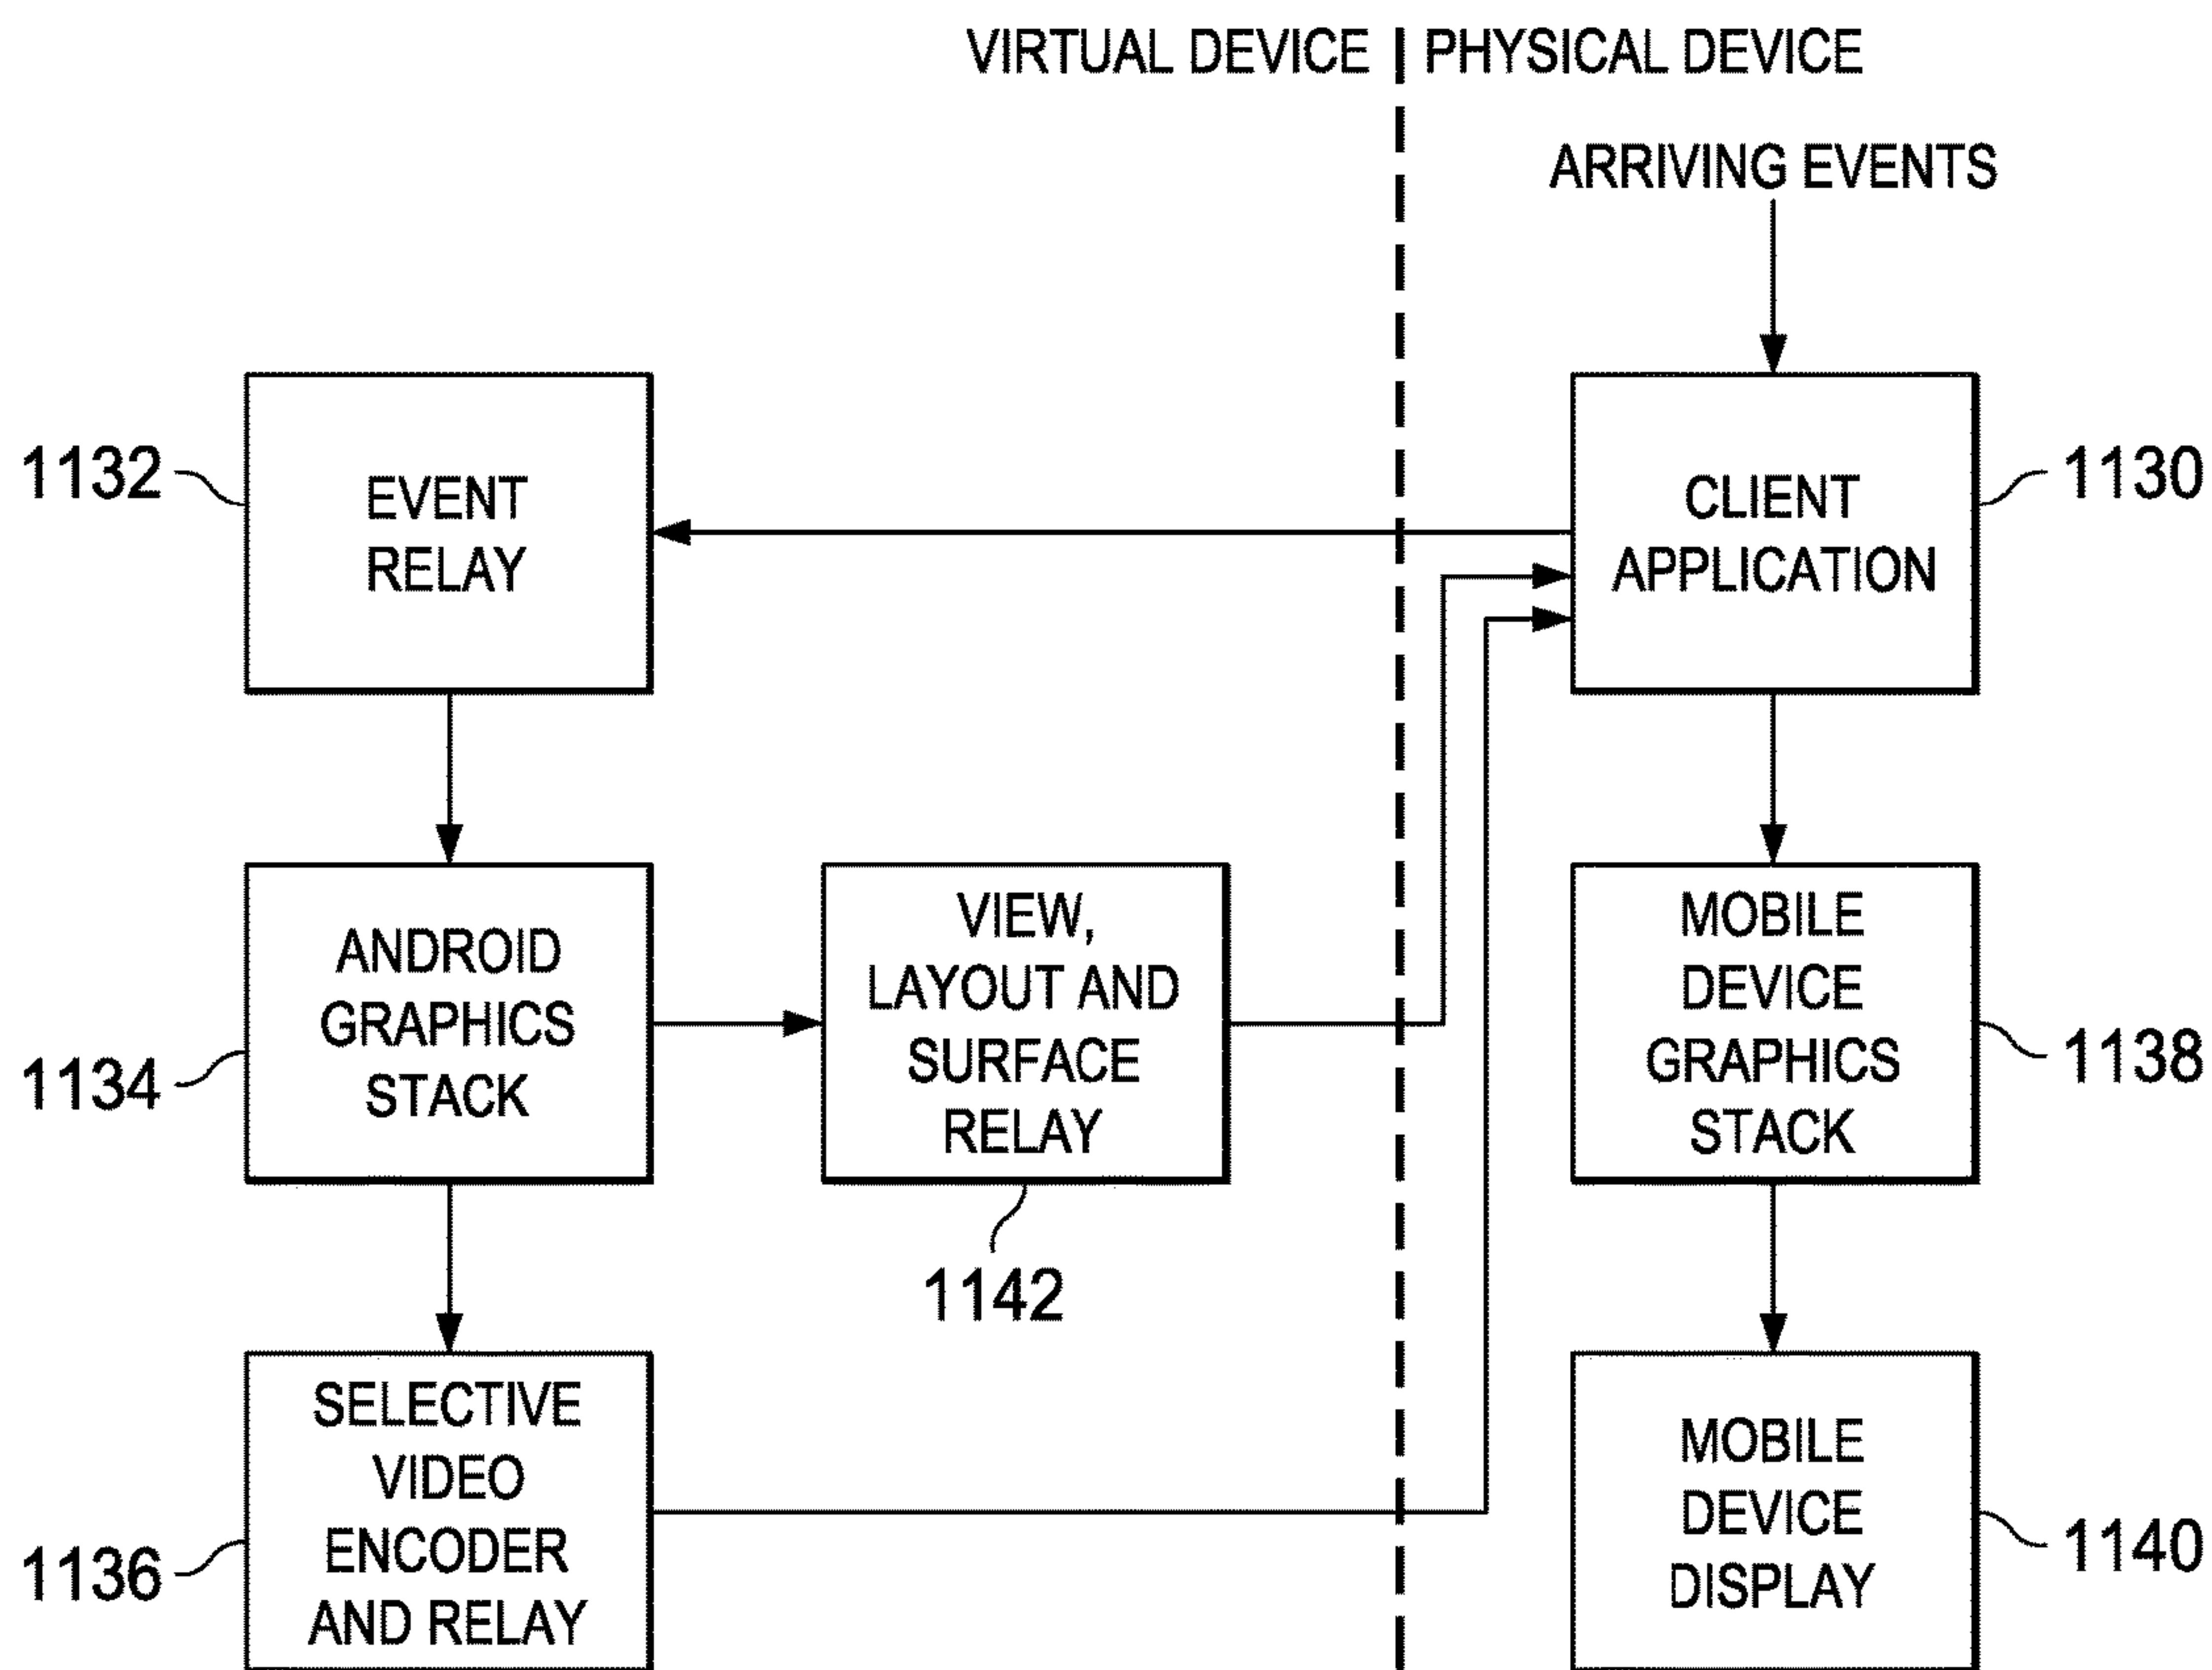 VIRTUAL DEVICE
PHYSICAL DEVICE
ARRIVING EVENTS
1132
EVENT
RELAY
CLIENT
APPLICATION
1130
1134
ANDROID
GRAPHICS
STACK
VIEW,
LAYOUT AND
SURFACE
RELAY
1142
MOBILE
DEVICE
GRAPHICS
STACK
1138
1136
SELECTIVE
VIDEO
ENCODER
AND RELAY
MOBILE
DEVICE
DISPLAY
1140